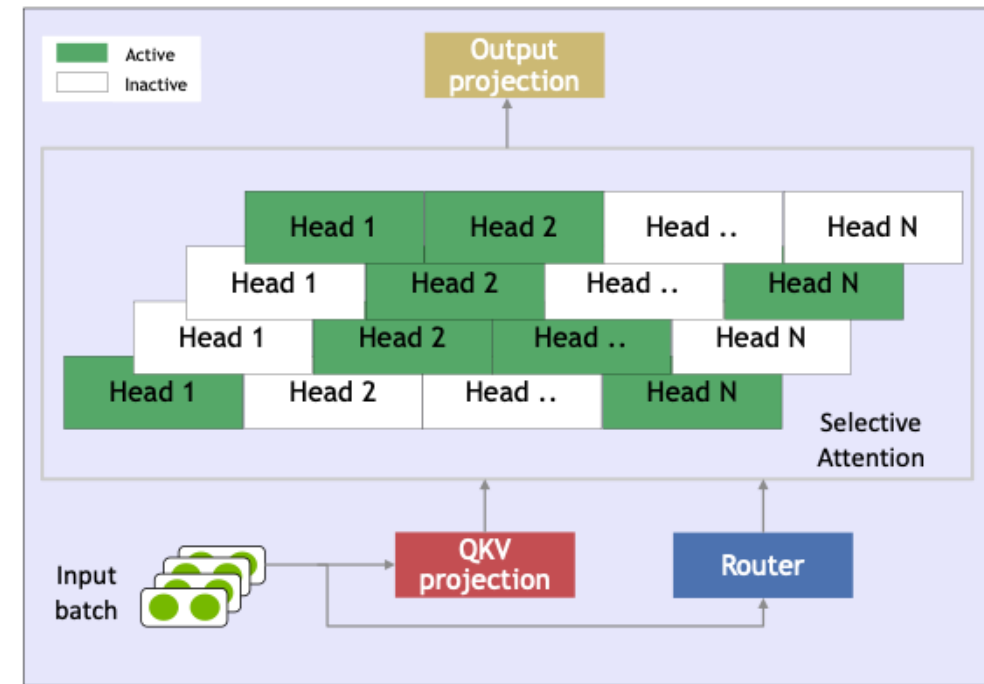 Active
Inactive
Output
projection
Head 1
Head 2
Head ..
Head N
Head 1
Head 2
Head ..
Head N
Head 1
Head 2
Head ..
Head N
Head 1
Head 2
Head ..
Head N
Selective
Attention
Input
batch
QKV
projection
Router